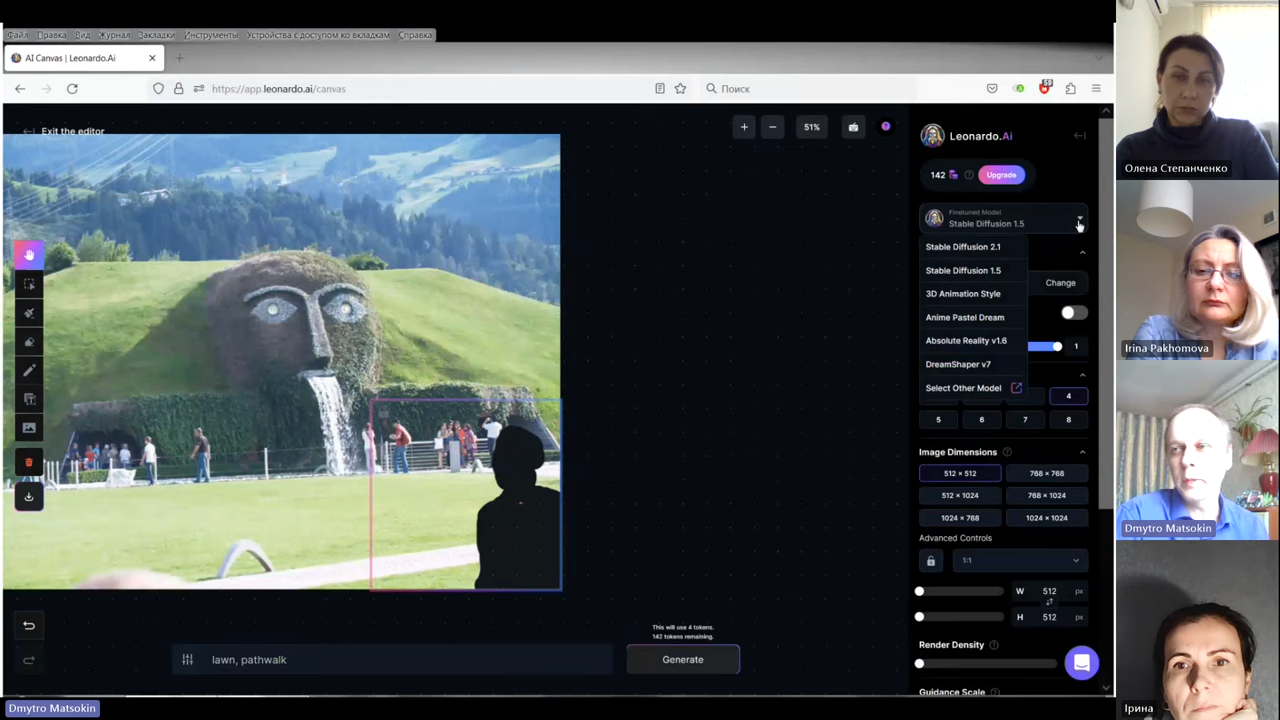 Файл Правка Вид Журнал Закладки Инструменты Устройства с доступом ко вкладкам Справка
AI Canvas | Leonardo.Ai
https://app.leonardo.ai/canvas
Поиск
59
Exit the editor
51%
Leonardo.Ai
142
Upgrade
Finetuned Model
Stable Diffusion 1.5
Stable Diffusion 2.1
Stable Diffusion 1.5
Change
3D Animation Style
Anime Pastel Dream
Absolute Reality v1.6
1
DreamShaper v7
Select Other Model
4
5 6 7 8
Image Dimensions
512 × 512 768 × 768
512 × 1024 768 × 1024
1024 × 768 1024 × 1024
Advanced Controls
1:1
W 512 px
H 512 px
Render Density
Guidance Scale
This will use 4 tokens.
142 tokens remaining.
lawn, pathwalk
Generate
Dmytro Matsokin
Олена Степанченко
Irina Pakhomova
Dmytro Matsokin
Ірина